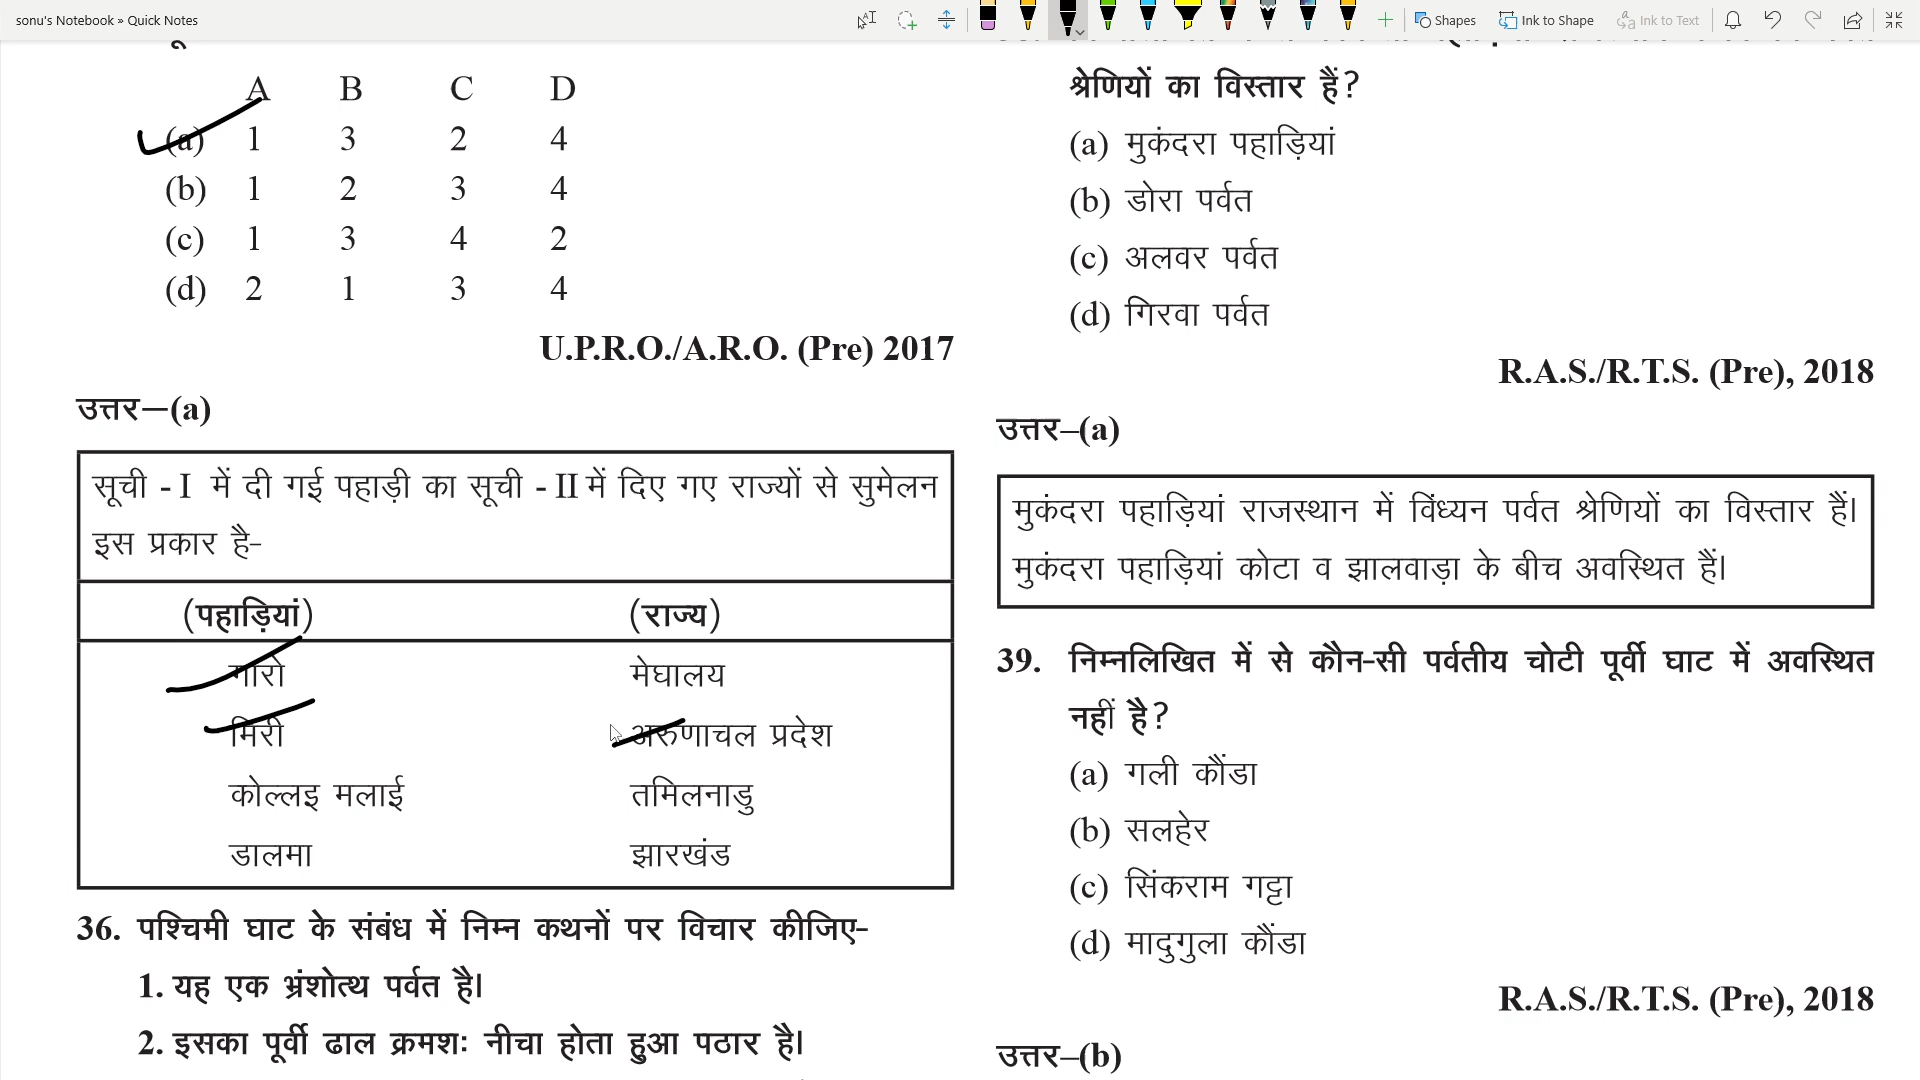 sonu's Notebook » Quick Notes
Shapes
Ink to Shape
Ink to Text
A B C D
(a) 1 3 2 4
(b) 1 2 3 4
(c) 1 3 4 2
(d) 2 1 3 4
U.P.R.O./A.R.O. (Pre) 2017
उत्तर–(a)
सूची - I में दी गई पहाड़ी का सूची - II में दिए गए राज्यों से सुमेलन
इस प्रकार है-
(पहाड़ियां) (राज्य)
गारो मेघालय
मिरी अरुणाचल प्रदेश
कोल्लइ मलाई तमिलनाडु
डालमा झारखंड
36. पश्चिमी घाट के संबंध में निम्न कथनों पर विचार कीजिए-
1. यह एक भ्रंशोत्थ पर्वत है।
2. इसका पूर्वी ढाल क्रमशः नीचा होता हुआ पठार है।
श्रेणियों का विस्तार हैं?
(a) मुकंदरा पहाड़ियां
(b) डोरा पर्वत
(c) अलवर पर्वत
(d) गिरवा पर्वत
R.A.S./R.T.S. (Pre), 2018
उत्तर–(a)
मुकंदरा पहाड़ियां राजस्थान में विंध्यन पर्वत श्रेणियों का विस्तार हैं।
मुकंदरा पहाड़ियां कोटा व झालवाड़ा के बीच अवस्थित हैं।
39. निम्नलिखित में से कौन-सी पर्वतीय चोटी पूर्वी घाट में अवस्थित
नहीं है?
(a) गली कौंडा
(b) सलहेर
(c) सिंकराम गट्टा
(d) मादुगुला कौंडा
R.A.S./R.T.S. (Pre), 2018
उत्तर–(b)